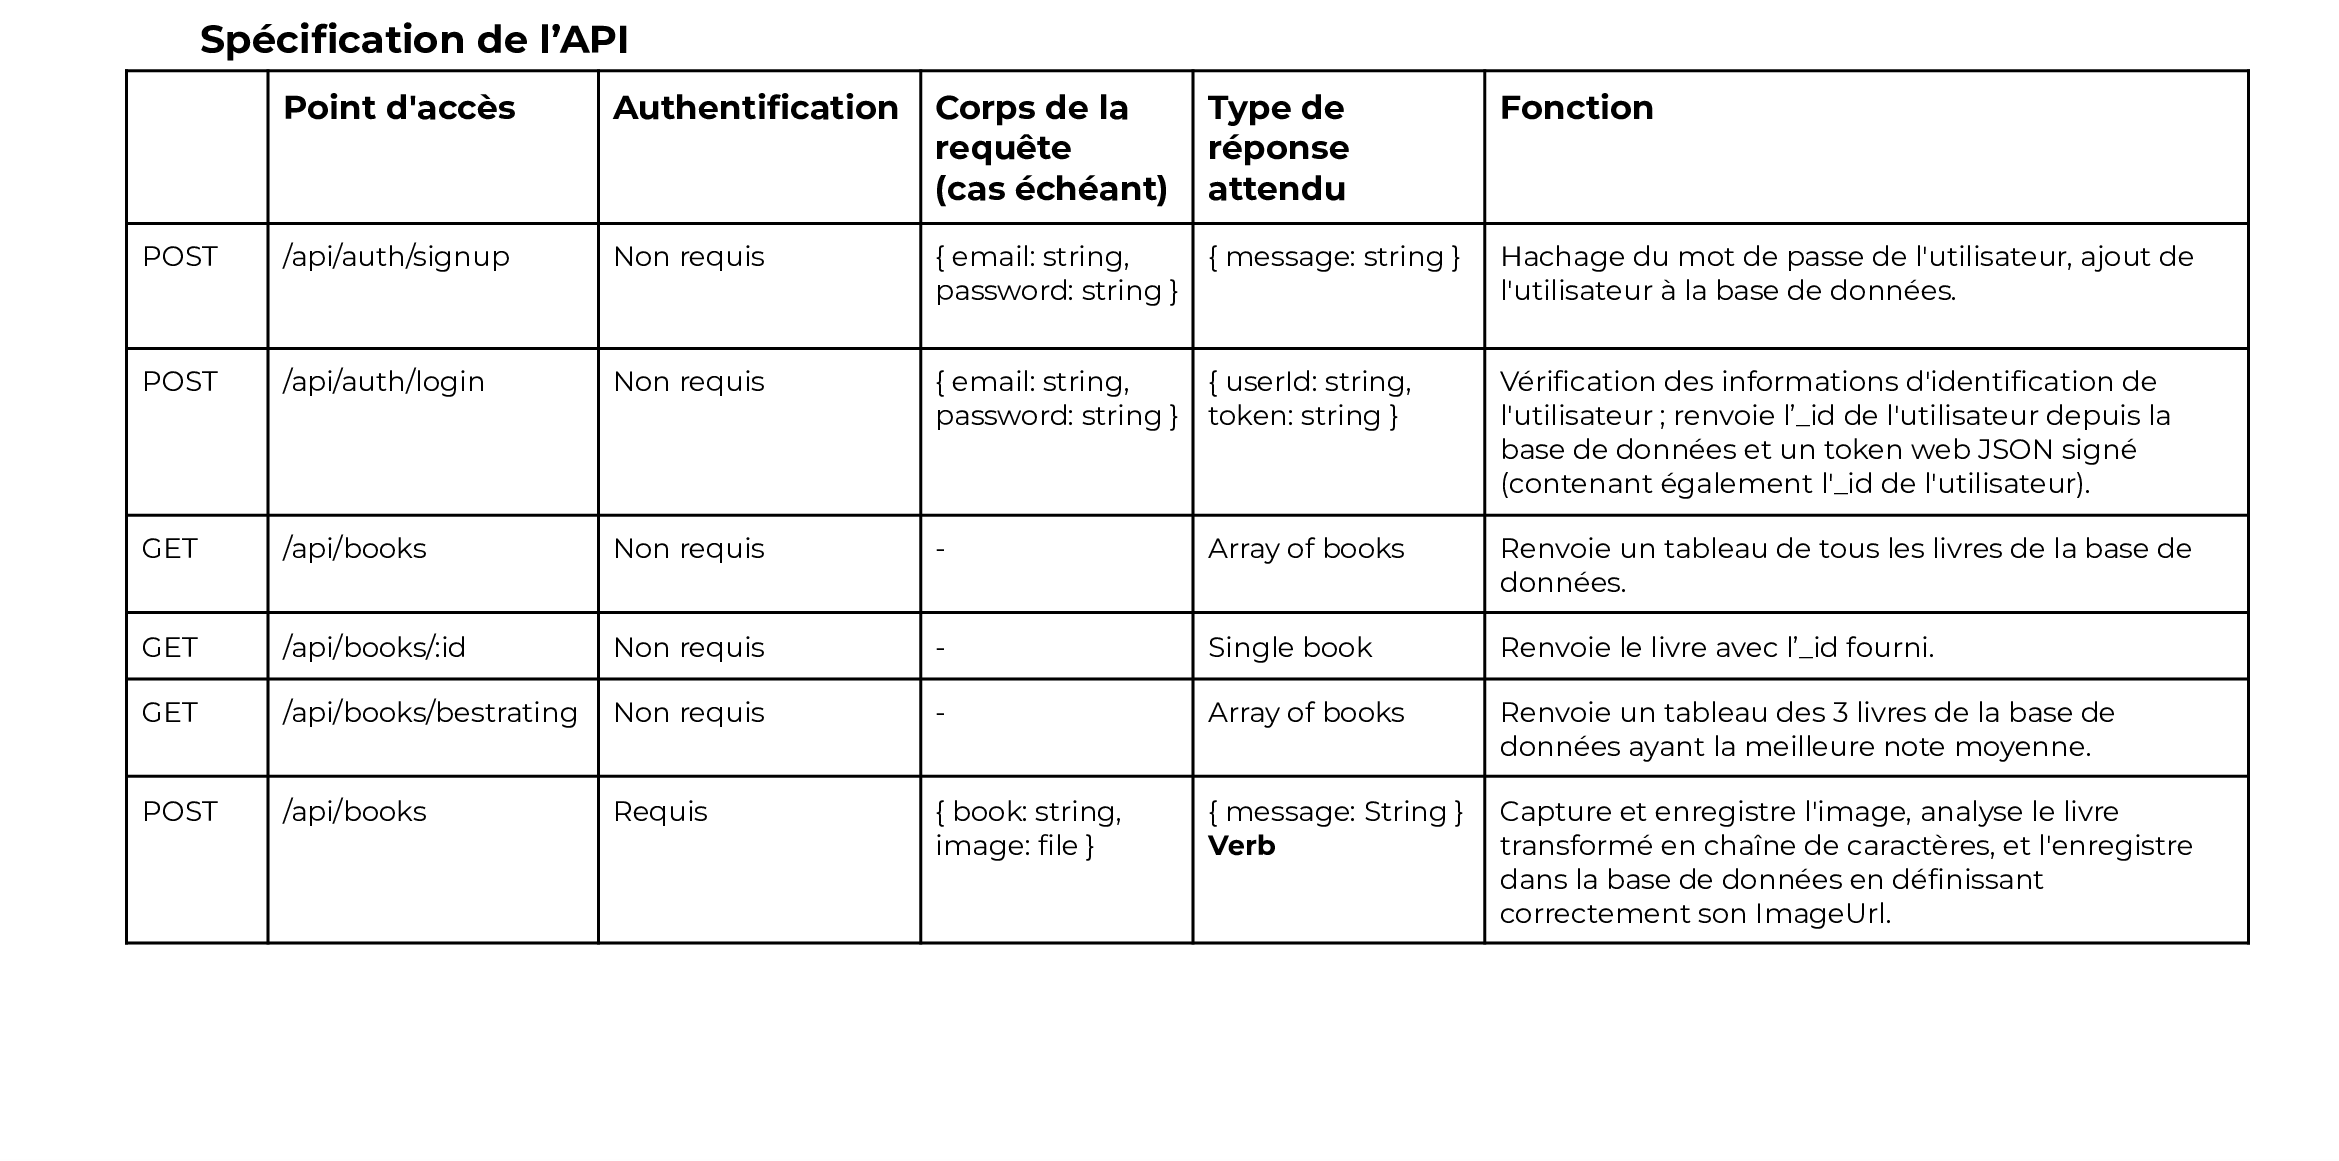 Spécification de l’API
Point d'accès
Authentification
Corps de la
requête
(cas échéant)
Type de
réponse
attendu
Fonction
POST
/api/auth/signup
Non requis
{ email: string,
password: string }
{ message: string }
Hachage du mot de passe de l'utilisateur, ajout de
l'utilisateur à la base de données.
POST
/api/auth/login
Non requis
{ email: string,
password: string }
{ userId: string,
token: string }
Vérification des informations d'identification de
l'utilisateur ; renvoie l’_id de l'utilisateur depuis la
base de données et un token web JSON signé
(contenant également l'_id de l'utilisateur).
GET
/api/books
Non requis
-
Array of books
Renvoie un tableau de tous les livres de la base de
données.
GET
/api/books/:id
Non requis
-
Single book
Renvoie le livre avec l’_id fourni.
GET
/api/books/bestrating
Non requis
-
Array of books
Renvoie un tableau des 3 livres de la base de
données ayant la meilleure note moyenne.
POST
/api/books
Requis
{ book: string,
image: file }
{ message: String }
Verb
Capture et enregistre l'image, analyse le livre
transformé en chaîne de caractères, et l'enregistre
dans la base de données en définissant
correctement son ImageUrl.